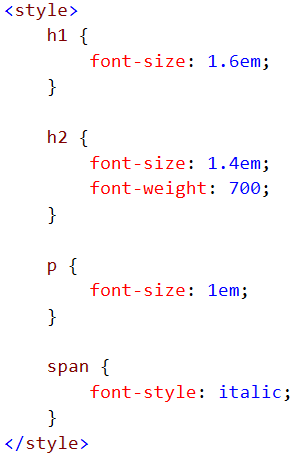 <style>
    h1 {
        font-size: 1.6em;
    }

    h2 {
        font-size: 1.4em;
        font-weight: 700;
    }

    p {
        font-size: 1em;
    }

    span {
        font-style: italic;
    }
</style>